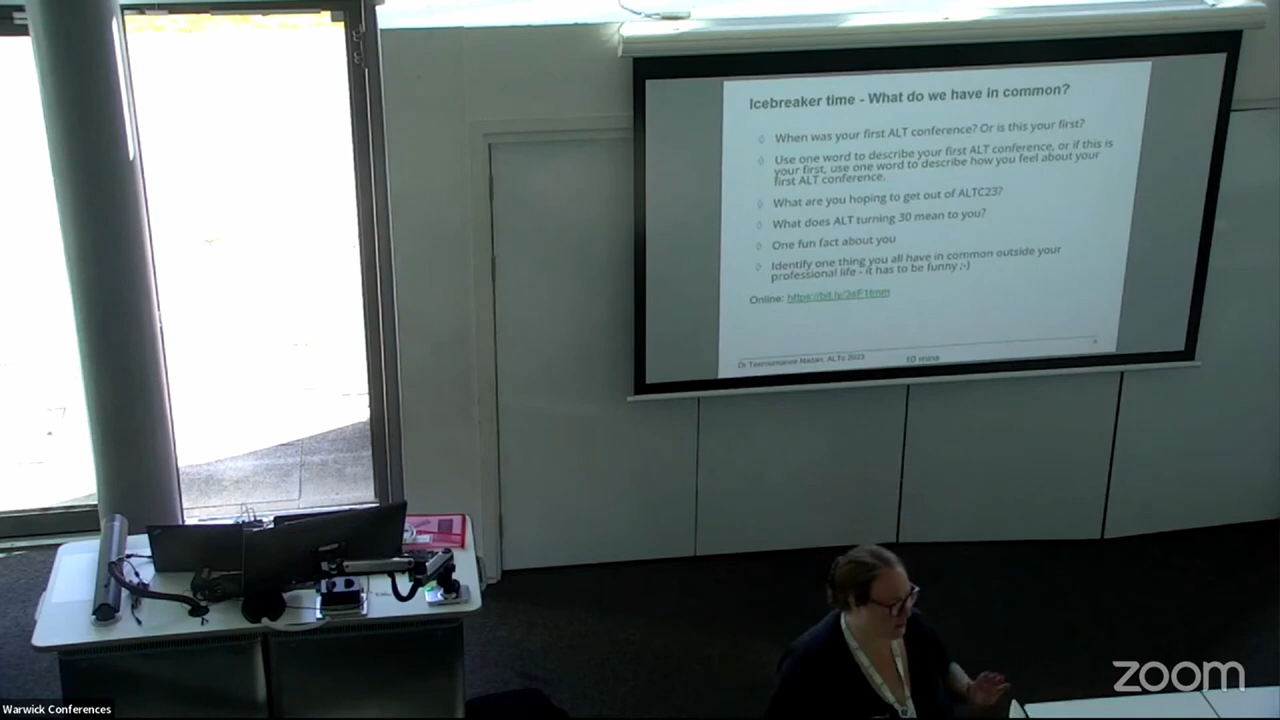 Icebreaker time - What do we have in common?
When was your first ALT conference? Or is this your first?
Use one word to describe your first ALT conference, or if this is
your first, use one word to describe how you feel about your
first ALT conference.
What are you hoping to get out of ALTC23?
What does ALT turning 30 mean to you?
One fun fact about you
Identify one thing you all have in common outside your
professional life - it has to be funny ;-)
Online:
ALTc 2023
10 mins
zoom
Warwick Conferences